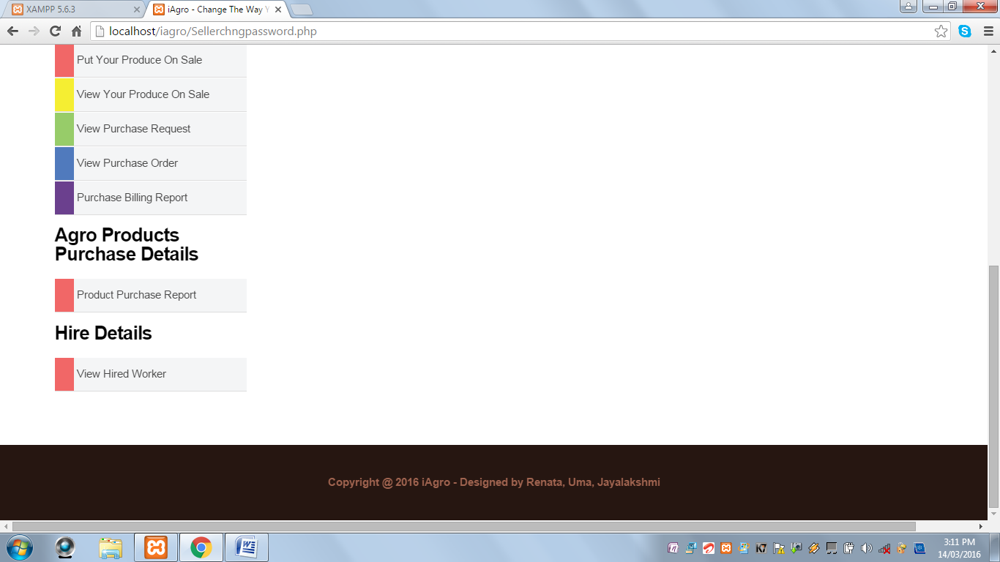 XAMPP 5.6.3
iAgro - Change The Way Y
localhost/iagro/Sellerchngpassword.php
Put Your Produce On Sale
View Your Produce On Sale
View Purchase Request
View Purchase Order
Purchase Billing Report
Agro Products
Purchase Details
Product Purchase Report
Hire Details
View Hired Worker
Copyright @ 2016 iAgro - Designed by Renata, Uma, Jayalakshmi
3:11 PM
14/03/2016